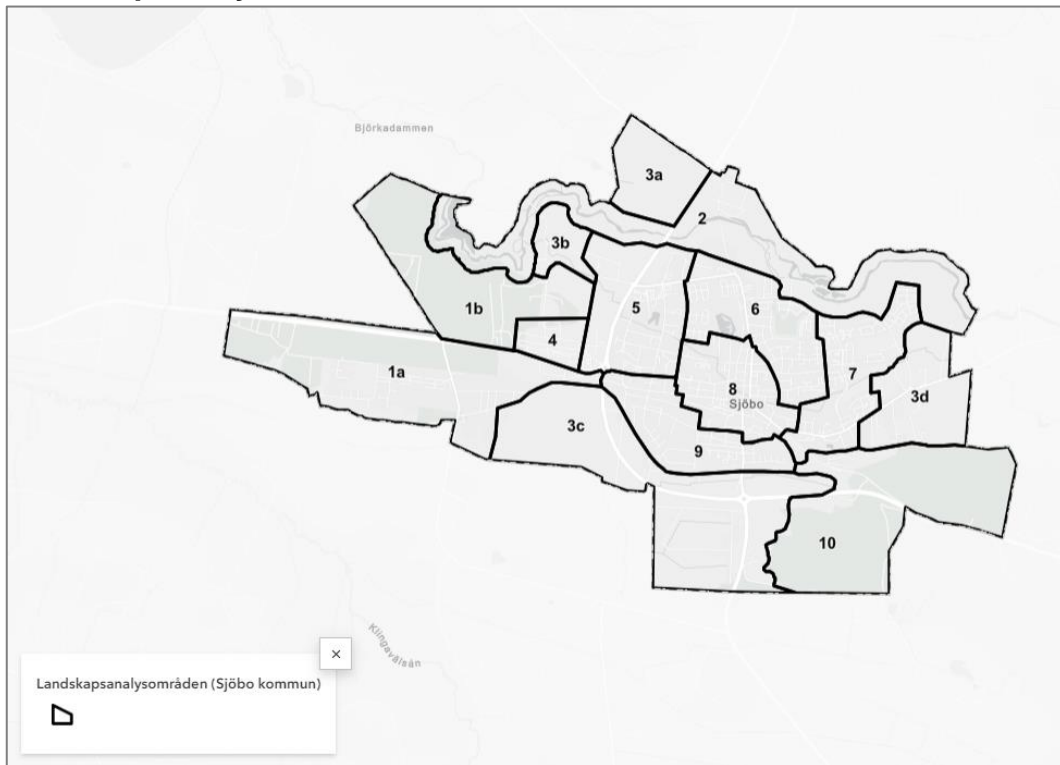 Björkadammen
3a
2
3b
1b
5
6
4
1a
7
8
Sjöbo
3d
3c
9
10
Klingavälsån
×
Landskapsanalysområden (Sjöbo kommun)